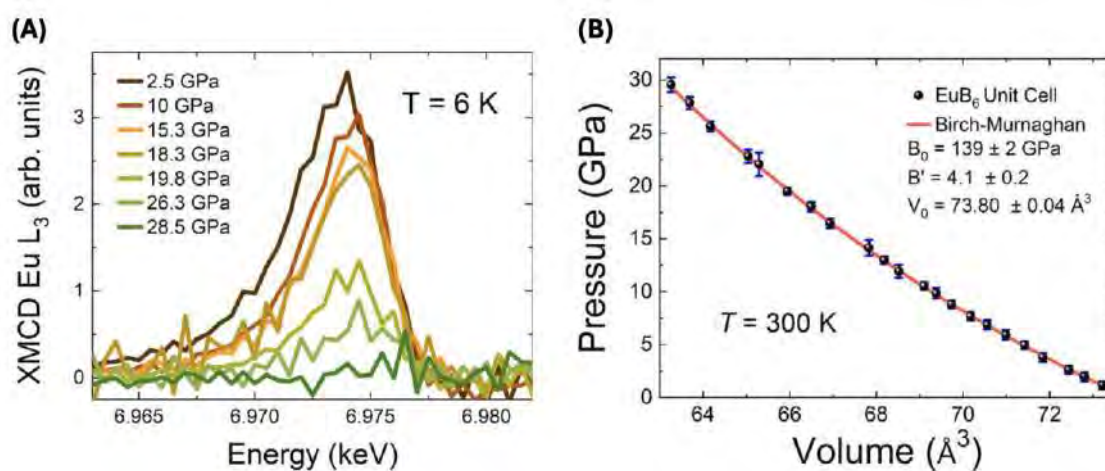 (A)
XMCD Eu L3 (arb. units)
3
2
1
0
2.5 GPa
10 GPa
15.3 GPa
18.3 GPa
19.8 GPa
26.3 GPa
28.5 GPa
T = 6 K
6.965 6.970 6.975 6.980
Energy (keV)
(B)
Pressure (GPa)
30
25
20
15
10
5
0
EuB6 Unit Cell
Birch-Murnaghan
B0 = 139 ± 2 GPa
B' = 4.1 ± 0.2
V0 = 73.80 ± 0.04 Å³
T = 300 K
64 66 68 70 72
Volume (Å³)